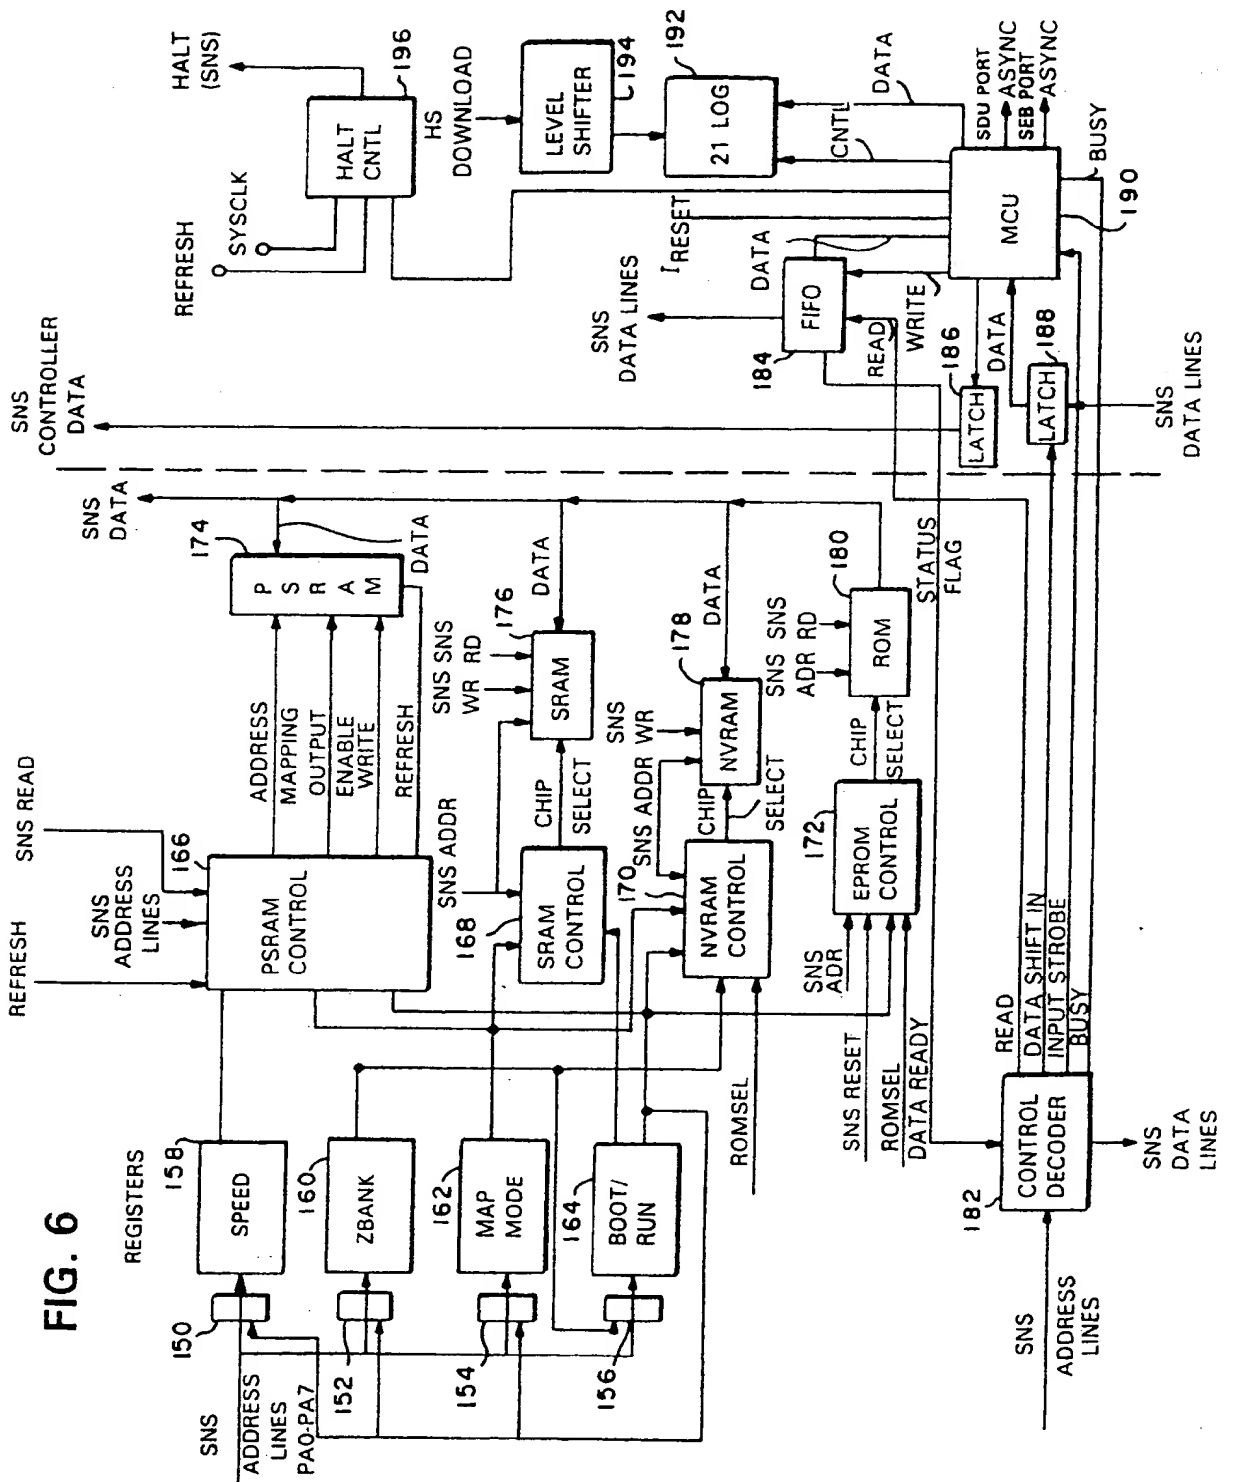 FIG. 6
REGISTERS
SNS
ADDRESS
LINES
PA0-PA7
150
152
154
156
158
SPEED
160
ZBANK
162
MAP
MODE
164
BOOT/
RUN
REFRESH
SNS
ADDRESS
LINES
SNS READ
166
PSRAM
CONTROL
ADDRESS
MAPPING
OUTPUT
ENABLE
WRITE
REFRESH
174
PSRAM
DATA
SNS
DATA
SNS ADDR
168
SRAM
CONTROL
CHIP
SELECT
SNS SNS
WR RD
176
SRAM
DATA
ROMSEL
170
NVRAM
CONTROL
SNS ADDR
SNS
WR
CHIP
SELECT
178
NVRAM
DATA
SNS
ADR
SNS RESET
ROMSEL
DATA READY
172
EPROM
CONTROL
CHIP
SELECT
SNS SNS
ADR RD
180
ROM
STATUS
FLAG
SNS
ADDRESS
LINES
182
CONTROL
DECODER
SNS
DATA
LINES
READ
DATA SHIFT IN
INPUT STROBE
BUSY
SNS
CONTROLLER
DATA
REFRESH
SYSCLK
HALT
CNTL
196
HALT
(SNS)
HS
DOWNLOAD
LEVEL
SHIFTER
194
21 LOG
192
SNS
DATA LINES
IRESET
184
FIFO
DATA
READ
WRITE
CNTL
DATA
186
LATCH
DATA
LATCH
188
SNS
DATA LINES
MCU
190
SDU PORT
ASYNC
SEB PORT
ASYNC
BUSY